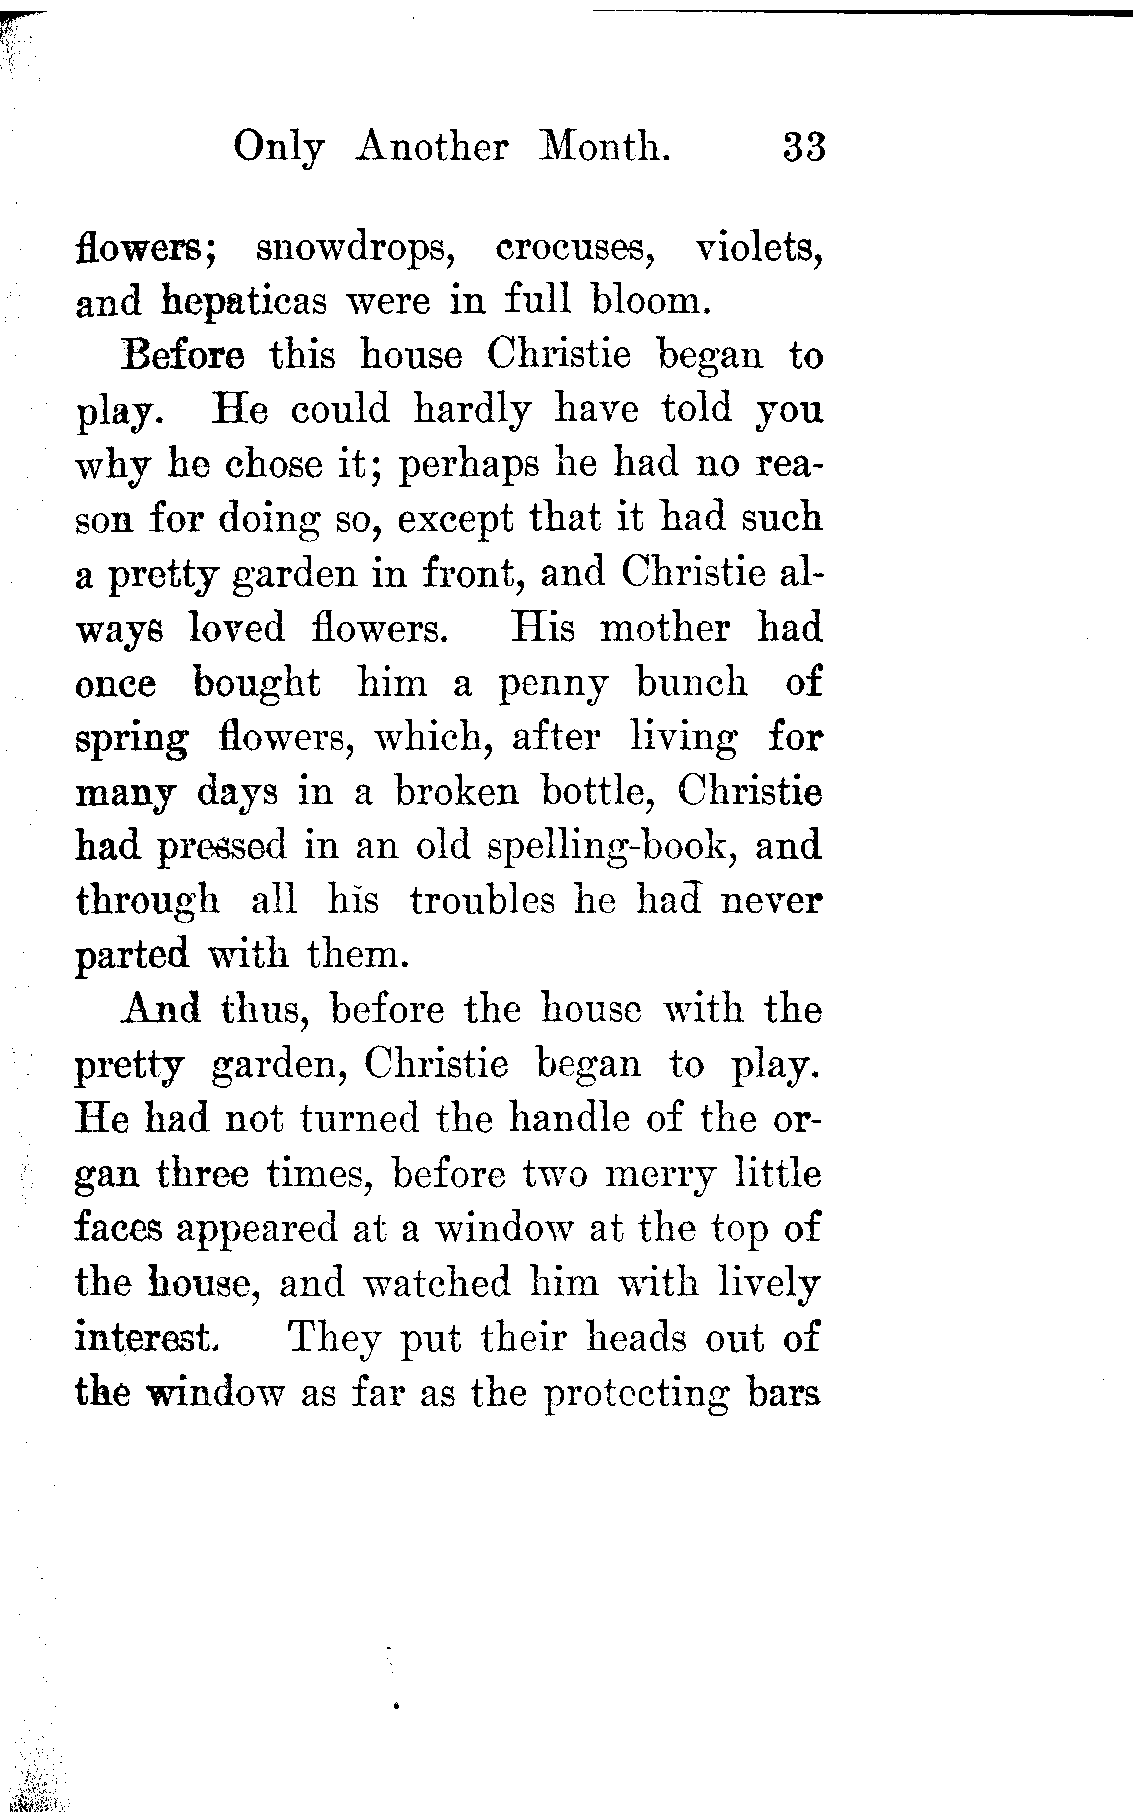 Only Another Month. 33
flowers; snowdrops, crocuses, violets,
and hepaticas were in full bloom.
Before this house Christie began to
play. He could hardly have told you
why he chose it; perhaps he had no rea-
son for doing so, except that it had such
a pretty garden in front, and Christie al-
ways loved flowers. His mother had
once bought him a penny bunch of
spring flowers, which, after living for
many days in a broken bottle, Christie
had pressed in an old spelling-book, and
through all his troubles he had never
parted with them.
And thus, before the house with the
pretty garden, Christie began to play.
He had not turned the handle of the or-
gan three times, before two merry little
faces appeared at a window at the top of
the house, and watched him with lively
interest. They put their heads out of
the window as far as the protecting bars